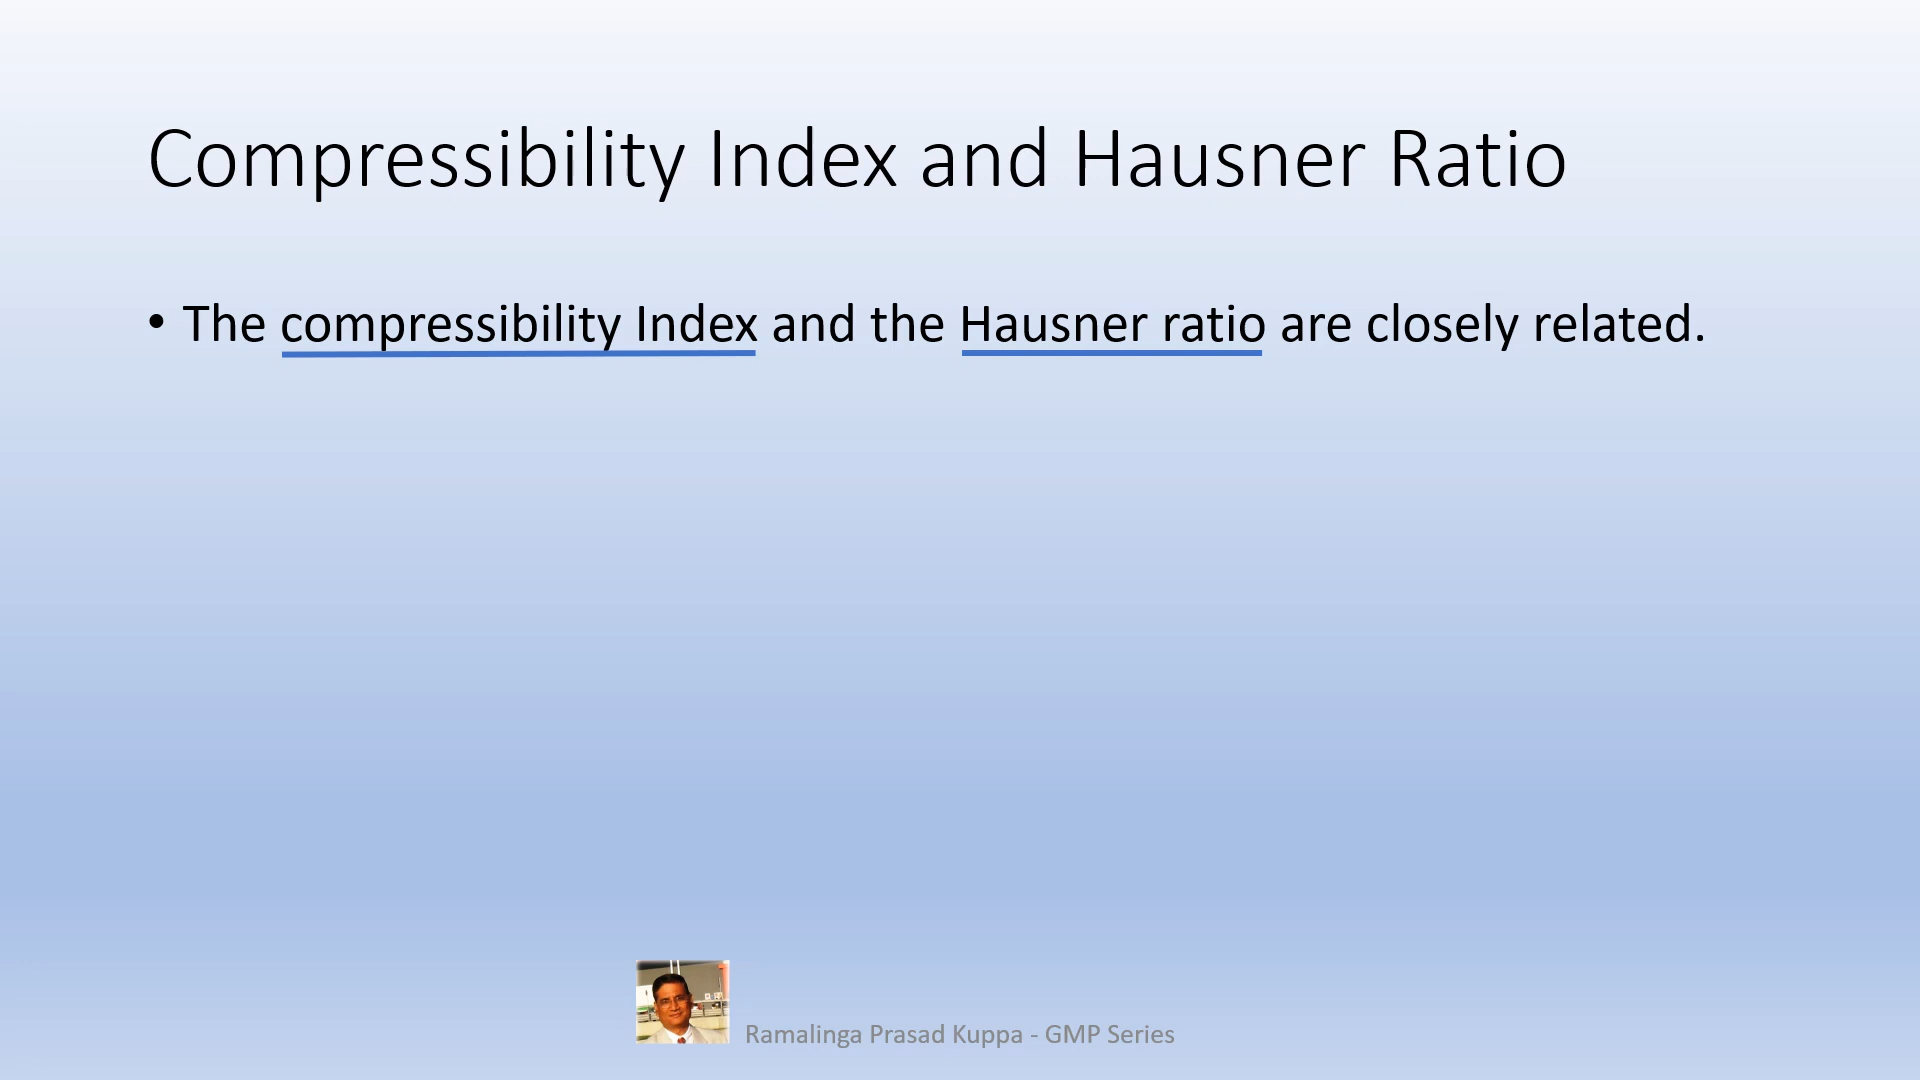 Compressibility Index and Hausner Ratio
• The compressibility Index and the Hausner ratio are closely related.
Ramalinga Prasad Kuppa - GMP Series